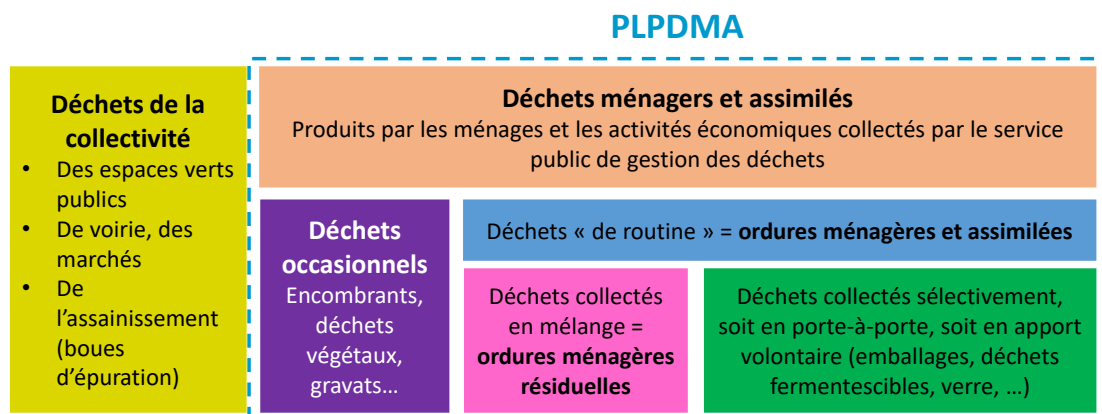 PLPDMA
Déchets de la
collectivité
• Des espaces verts
publics
• De voirie, des
marchés
• De
l’assainissement
(boues
d’épuration)
Déchets ménagers et assimilés
Produits par les ménages et les activités économiques collectés par le service
public de gestion des déchets
Déchets
occasionnels
Encombrants,
déchets
végétaux,
gravats…
Déchets « de routine » = ordures ménagères et assimilées
Déchets collectés
en mélange =
ordures ménagères
résiduelles
Déchets collectés sélectivement,
soit en porte-à-porte, soit en apport
volontaire (emballages, déchets
fermentescibles, verre, …)